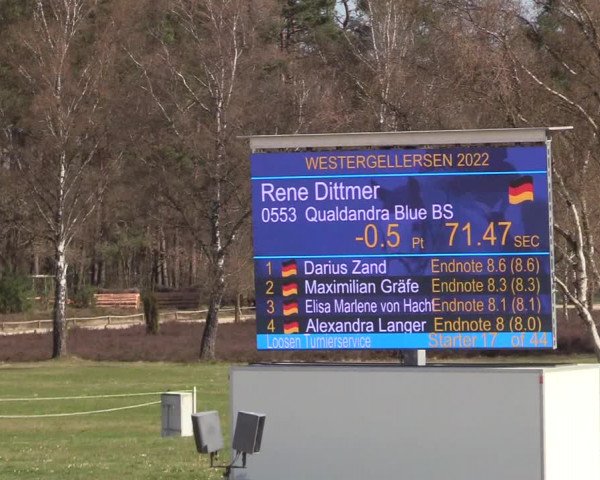 WESTERGELLERSEN 2022
Rene Dittmer
0553 Qualdandra Blue BS
-0.5 Pt 71.47 SEC
1 Darius Zand Endnote 8.6 (8.6)
2 Maximilian Gräfe Endnote 8.3 (8.3)
3 Elisa Marlene von Hacht Endnote 8.1 (8.1)
4 Alexandra Langer Endnote 8 (8.0)
Loosen Turnierservice Starter 17 of 44